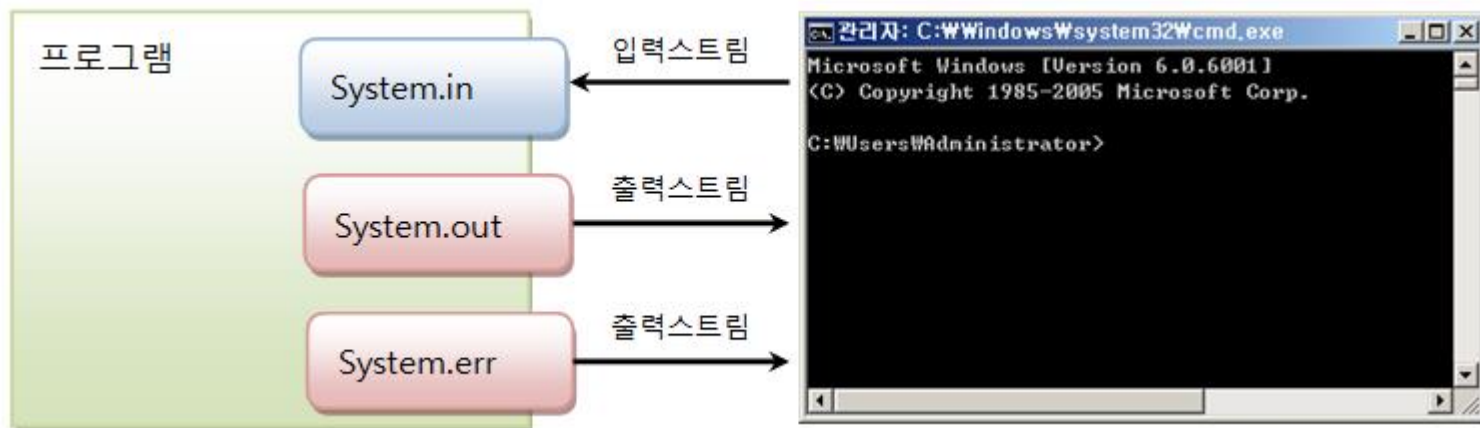 프로그램
System.in
입력스트림
System.out
출력스트림
System.err
출력스트림
관리자: C:₩Windows₩system32₩cmd.exe
Microsoft Windows [Version 6.0.6001]
(C) Copyright 1985-2005 Microsoft Corp.
C:₩Users₩Administrator>